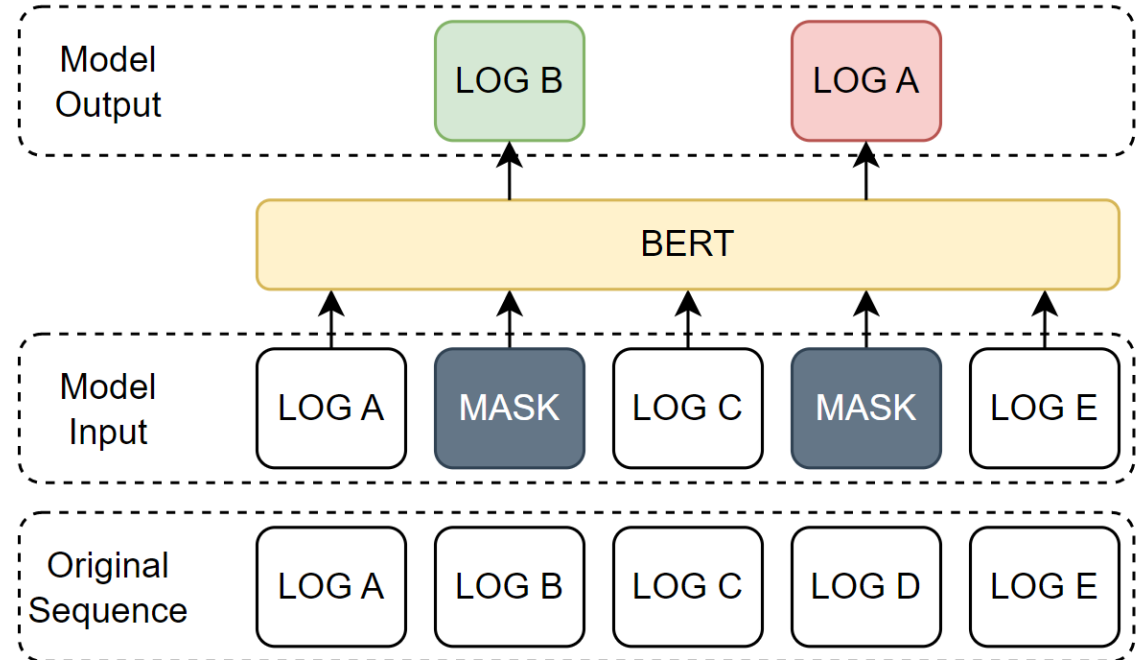 Model
Output
LOG B
LOG A
BERT
Model
Input
LOG A
MASK
LOG C
MASK
LOG E
Original
Sequence
LOG A
LOG B
LOG C
LOG D
LOG E